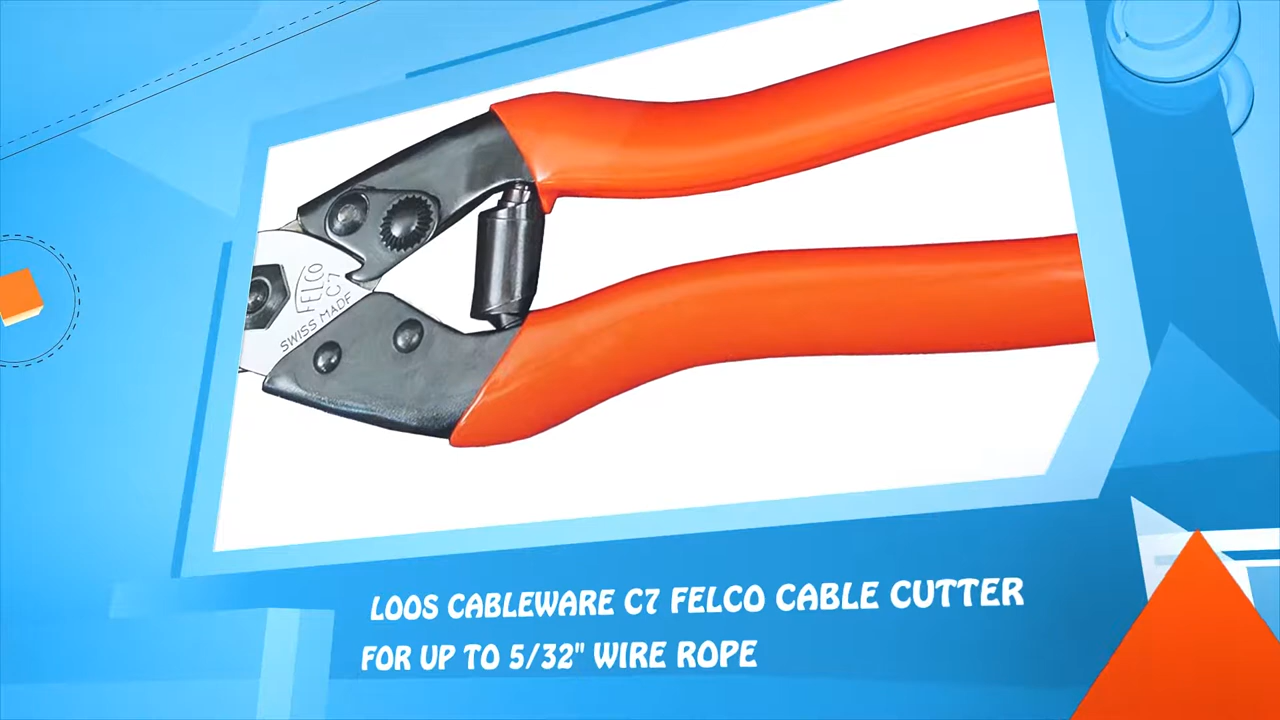 FELCO
C7
SWISS MADE
LOOS CABLEWARE C7 FELCO CABLE CUTTER
FOR UP TO 5/32" WIRE ROPE